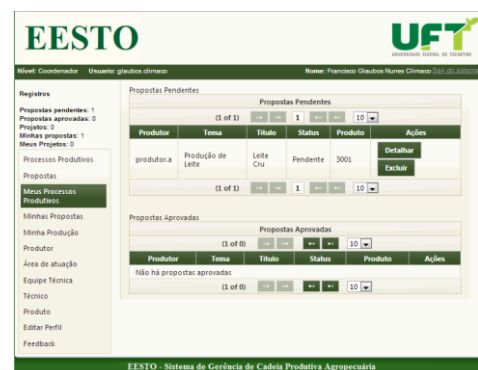 EESTO
UFT
UNIVERSIDADE FEDERAL DO TOCANTINS
Nível: Coordenador Usuario: glaubos.climaco Nome: Francisco Glaubos Nunes Climaco Sair do sistema
Registros
Propostas pendentes: 1
Propostas aprovadas: 0
Projetos: 0
Minhas propostas: 1
Meus Projetos: 0
Processos Produtivos
Propostas
Meus Processos
Produtivos
Minhas Propostas
Minha Produção
Produtor
Área de atuação
Equipe Técnica
Técnico
Produto
Editar Perfil
Feedback
Propostas Pendentes
Propostas Pendentes
(1 of 1) 1 10
Produtor Tema Titulo Status Produto Ações
produtor.a Produção de Leite Leite Cru Pendente 3001 Detalhar
Excluir
(1 of 1) 1 10
Propostas Aprovadas
Propostas Aprovadas
(1 of 0) 10
Produtor Tema Titulo Status Produto Ações
Não há propostas aprovadas
(1 of 0) 10
EESTO - Sistema de Gerência de Cadeia Produtiva Agropecuária